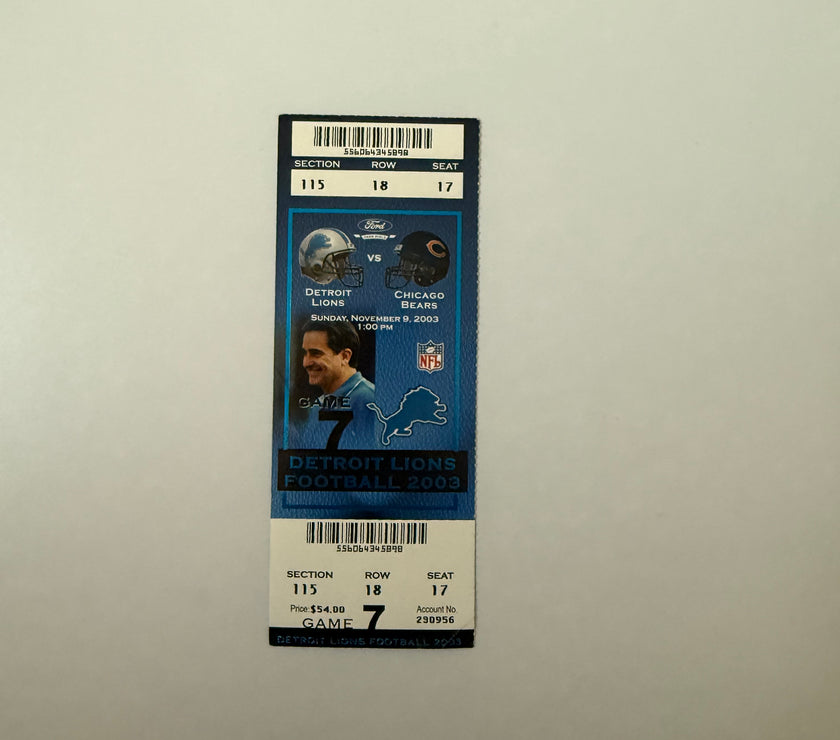 556064345898
SECTION ROW SEAT
115 18 17
Ford
VS
DETROIT LIONS
CHICAGO BEARS
SUNDAY, NOVEMBER 9, 2003
1:00 PM
NFL
GAME
7
DETROIT LIONS
FOOTBALL 2003
556064345898
SECTION ROW SEAT
115 18 17
Price: $54.00 Account No.
GAME 7 290956
DETROIT LIONS FOOTBALL 2003